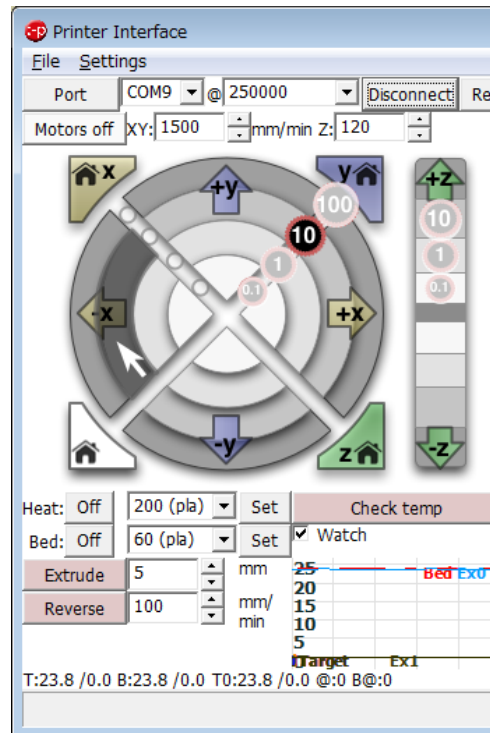 Printer Interface
File Settings
Port COM9 @ 250000 Disconnect Re
Motors off XY: 1500 mm/min Z: 120
x y +z
+y 100
10 10
1 1
0.1 0.1
-x +x
-y z -z
Heat: Off 200 (pla) Set Check temp
Bed: Off 60 (pla) Set Watch
Extrude 5 mm 25 Bed Ex0
20
Reverse 100 mm/ 15
min 10
5
0 Target Ex1
T:23.8 /0.0 B:23.8 /0.0 T0:23.8 /0.0 @:0 B@:0